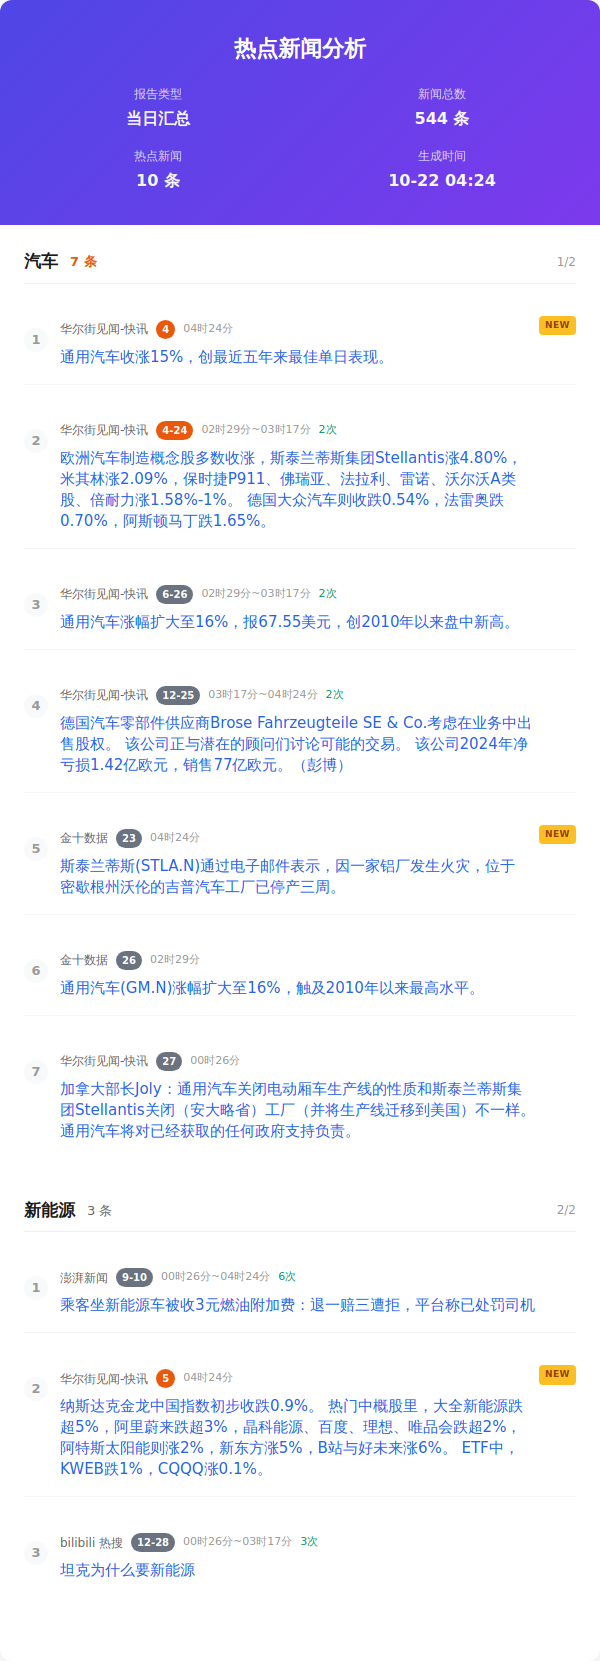 热点新闻分析
报告类型
新闻总数
当日汇总
544 条
热点新闻
生成时间
10 条
10-22 04:24
汽车 7 条 1/2
1
华尔街见闻-快讯 4 04时24分 NEW
通用汽车收涨15%，创最近五年来最佳单日表现。
2
华尔街见闻-快讯 4-24 02时29分~03时17分 2次
欧洲汽车制造概念股多数收涨，斯泰兰蒂斯集团Stellantis涨4.80%，
米其林涨2.09%，保时捷P911、佛瑞亚、法拉利、雷诺、沃尔沃A类
股、倍耐力涨1.58%-1%。 德国大众汽车则收跌0.54%，法雷奥跌
0.70%，阿斯顿马丁跌1.65%。
3
华尔街见闻-快讯 6-26 02时29分~03时17分 2次
通用汽车涨幅扩大至16%，报67.55美元，创2010年以来盘中新高。
4
华尔街见闻-快讯 12-25 03时17分~04时24分 2次
德国汽车零部件供应商Brose Fahrzeugteile SE & Co.考虑在业务中出
售股权。 该公司正与潜在的顾问们讨论可能的交易。 该公司2024年净
亏损1.42亿欧元，销售77亿欧元。（彭博）
5
金十数据 23 04时24分 NEW
斯泰兰蒂斯(STLA.N)通过电子邮件表示，因一家铝厂发生火灾，位于
密歇根州沃伦的吉普汽车工厂已停产三周。
6
金十数据 26 02时29分
通用汽车(GM.N)涨幅扩大至16%，触及2010年以来最高水平。
7
华尔街见闻-快讯 27 00时26分
加拿大部长Joly：通用汽车关闭电动厢车生产线的性质和斯泰兰蒂斯集
团Stellantis关闭（安大略省）工厂（并将生产线迁移到美国）不一样。
通用汽车将对已经获取的任何政府支持负责。
新能源 3 条 2/2
1
澎湃新闻 9-10 00时26分~04时24分 6次
乘客坐新能源车被收3元燃油附加费：退一赔三遭拒，平台称已处罚司机
2
华尔街见闻-快讯 5 04时24分 NEW
纳斯达克金龙中国指数初步收跌0.9%。 热门中概股里，大全新能源跌
超5%，阿里蔚来跌超3%，晶科能源、百度、理想、唯品会跌超2%，
阿特斯太阳能则涨2%，新东方涨5%，B站与好未来涨6%。 ETF中，
KWEB跌1%，CQQQ涨0.1%。
3
bilibili 热搜 12-28 00时26分~03时17分 3次
坦克为什么要新能源